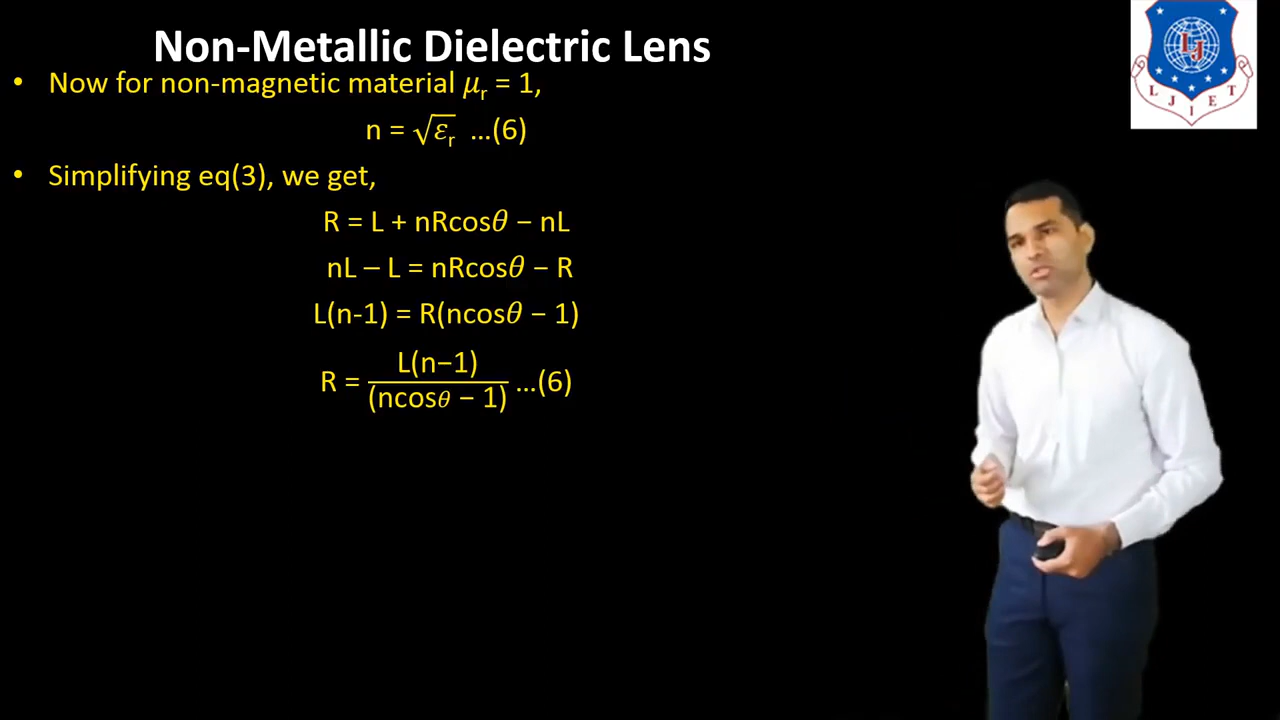 Non-Metallic Dielectric Lens
• Now for non-magnetic material μr = 1,
n = √εr ...(6)
• Simplifying eq(3), we get,
R = L + nRcosθ − nL
nL – L = nRcosθ − R
L(n-1) = R(ncosθ − 1)
R = L(n−1)/(ncosθ − 1) ...(6)
LJ
L J I E T